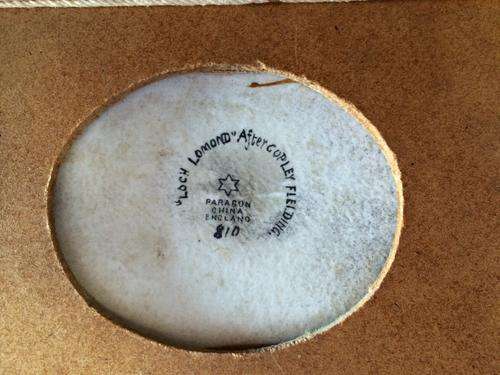 "LOCH LOMOND" After COPLEY FIELDING.
PARAGON
CHINA
ENGLAND
810